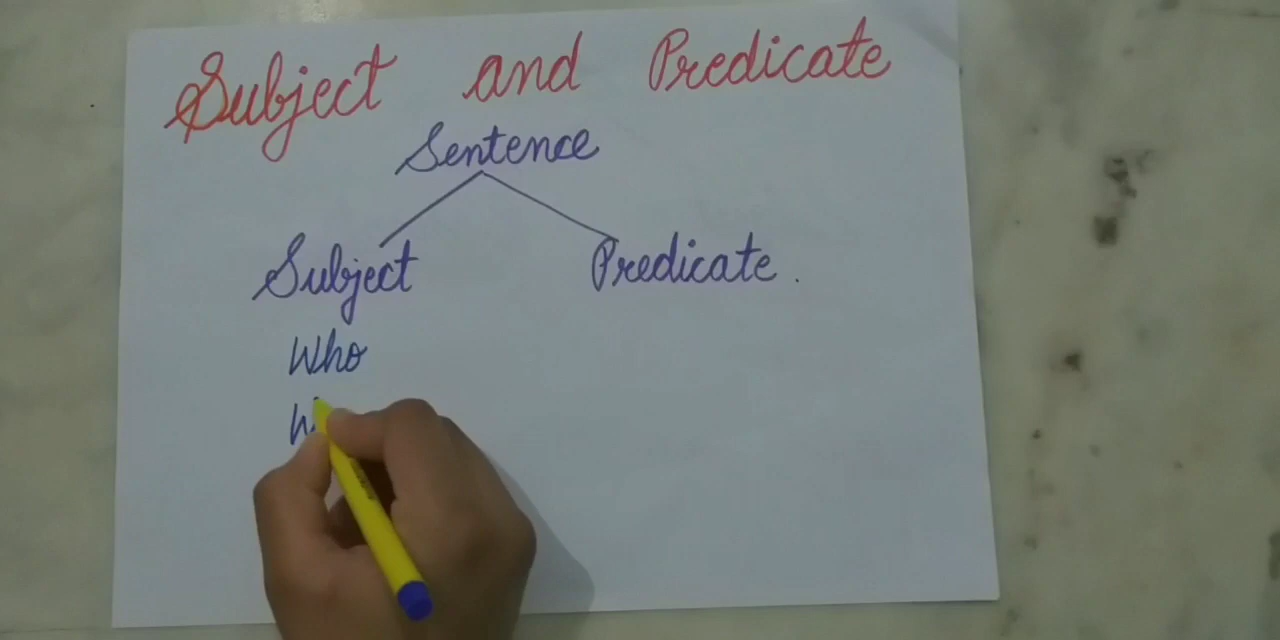 Subject and Predicate
Sentence
Subject Predicate.
Who